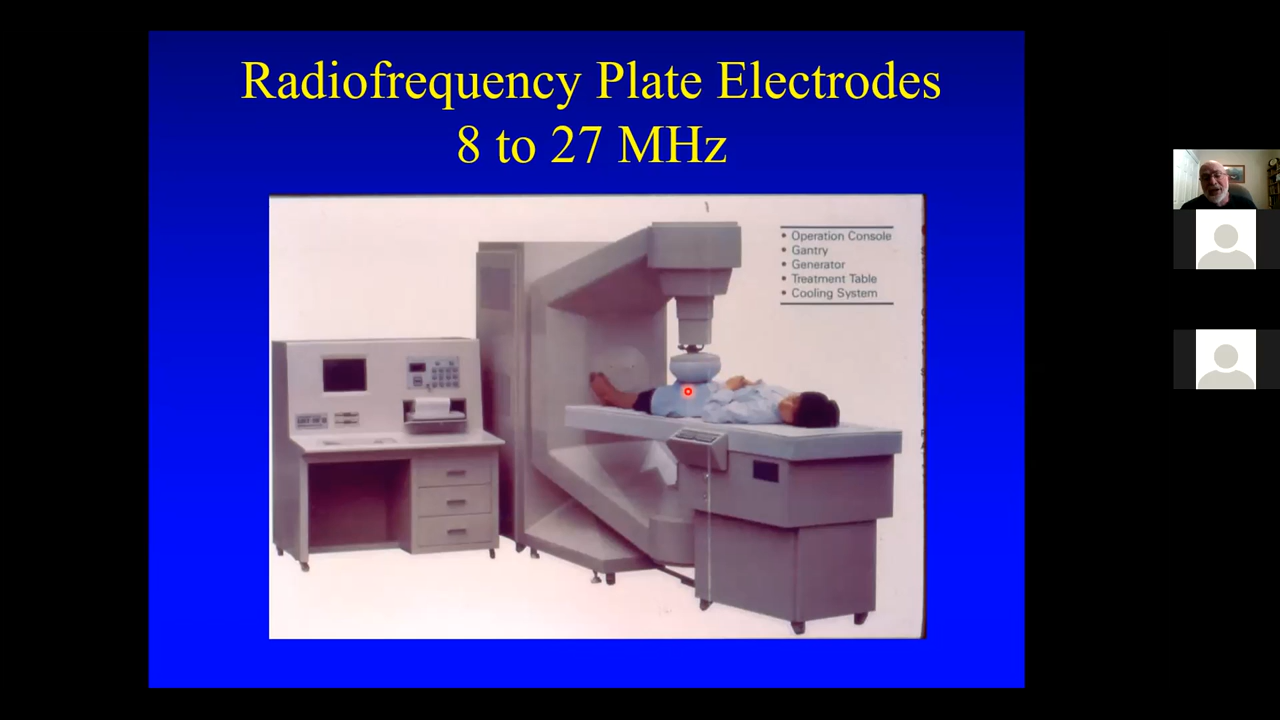 Radiofrequency Plate Electrodes
8 to 27 MHz
• Operation Console
• Gantry
• Generator
• Treatment Table
• Cooling System